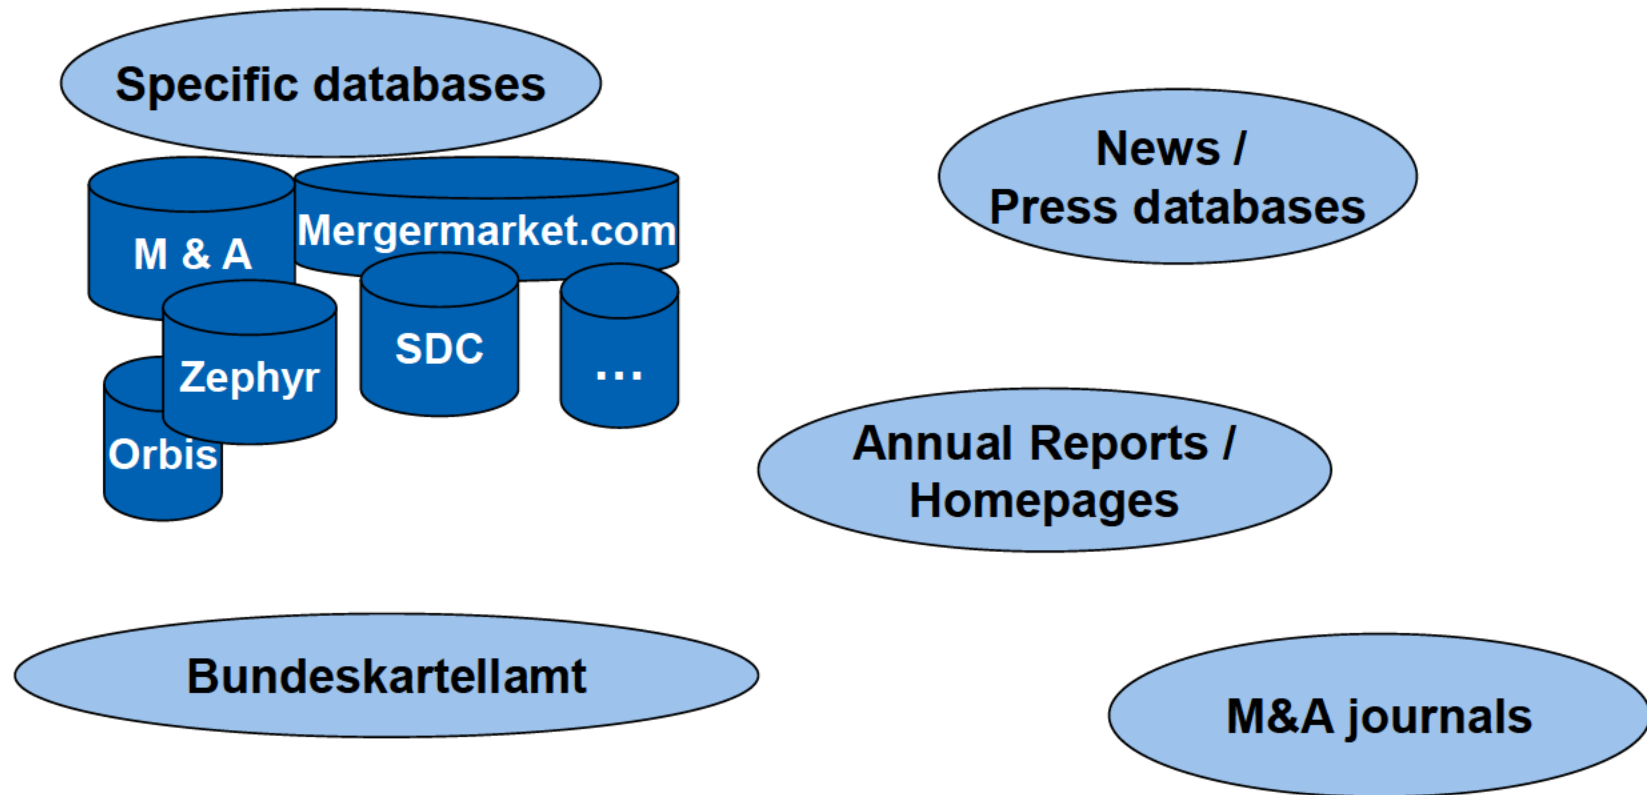 Specific databases
M & A
Mergermarket.com
Zephyr
SDC
...
Orbis
News /
Press databases
Annual Reports /
Homepages
Bundeskartellamt
M&A journals